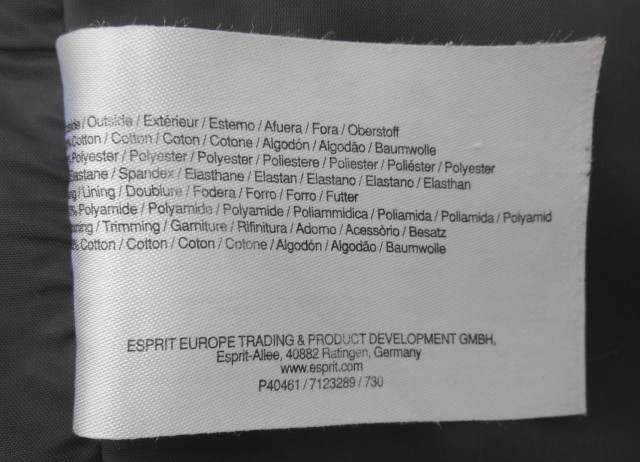 Outside / Extérieur / Esterno / Afuera / Fora / Oberstoff
Cotton / Cotton / Coton / Cotone / Algodón / Algodão / Baumwolle
Polyester / Polyester / Polyester / Poliestere / Poliester / Poliéster / Polyester
Elastane / Spandex / Elasthane / Elastan / Elastano / Elastano / Elasthan
Lining / Doublure / Fodera / Forro / Forro / Futter
% Polyamide / Polyamide / Polyamide / Poliammidica / Poliamida / Poliamida / Polyamid
Trimming / Garniture / Rifinitura / Adorno / Acessòrio / Besatz
% Cotton / Cotton / Coton / Cotone / Algodón / Algodão / Baumwolle
ESPRIT EUROPE TRADING & PRODUCT DEVELOPMENT GMBH,
Esprit-Allee, 40882 Ratingen, Germany
www.esprit.com
P40461 / 7123289 / 730